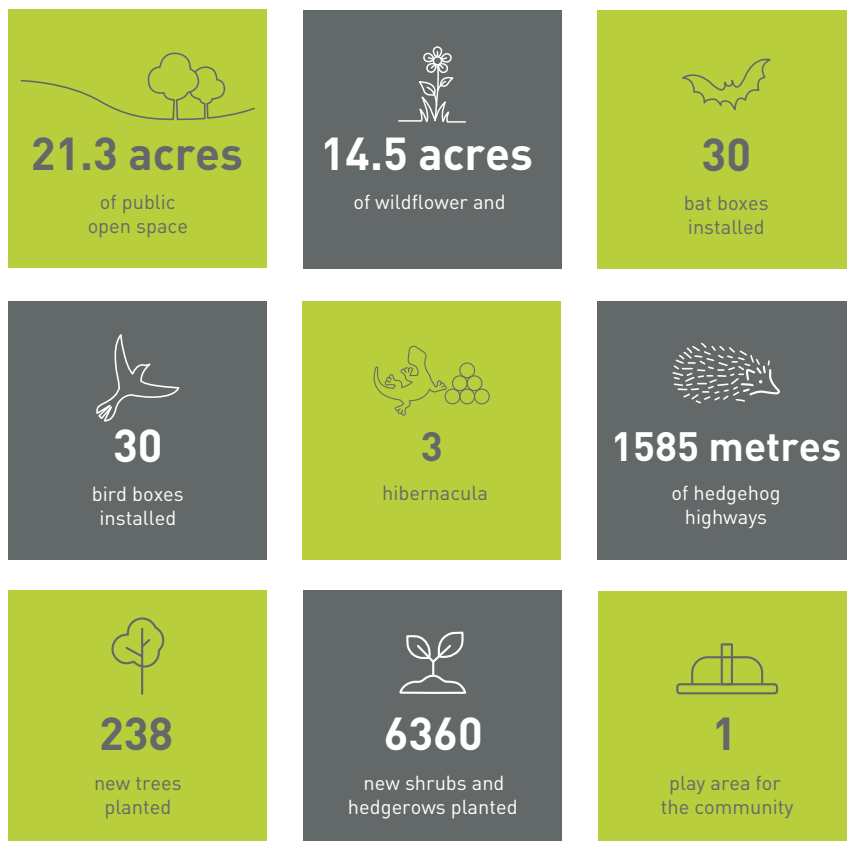 21.3 acres
of public
open space
14.5 acres
of wildflower and
30
bat boxes
installed
30
bird boxes
installed
3
hibernacula
1585 metres
of hedgehog
highways
238
new trees
planted
6360
new shrubs and
hedgerows planted
1
play area for
the community